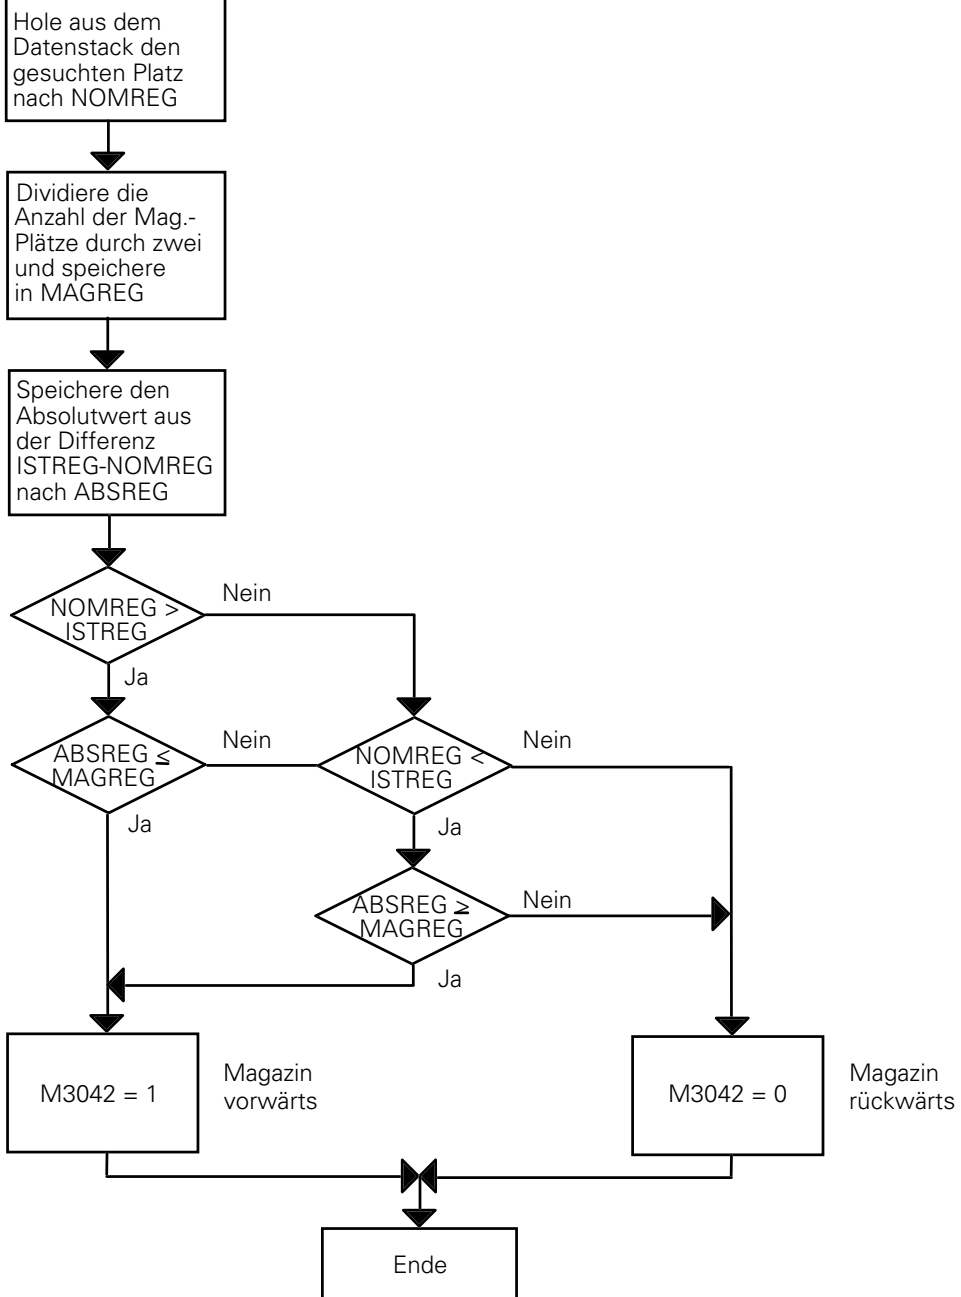 Hole aus dem
Datenstack den
gesuchten Platz
nach NOMREG
Dividiere die
Anzahl der Mag.-
Plätze durch zwei
und speichere
in MAGREG
Speichere den
Absolutwert aus
der Differenz
ISTREG-NOMREG
nach ABSREG
NOMREG >
ISTREG
Nein
Ja
ABSREG ≤
MAGREG
Nein
Ja
NOMREG <
ISTREG
Nein
Ja
ABSREG ≥
MAGREG
Nein
Ja
M3042 = 1
Magazin
vorwärts
M3042 = 0
Magazin
rückwärts
Ende